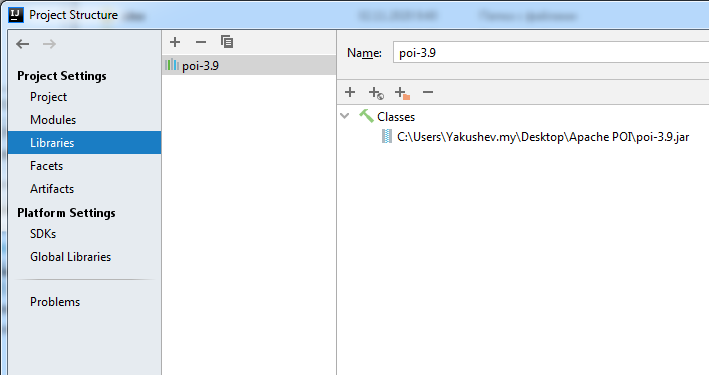 Project Structure
Project Settings
Project
Modules
Libraries
Facets
Artifacts
Platform Settings
SDKs
Global Libraries
Problems
poi-3.9
Name: poi-3.9
Classes
C:\Users\Yakushev.my\Desktop\Apache POI\poi-3.9.jar